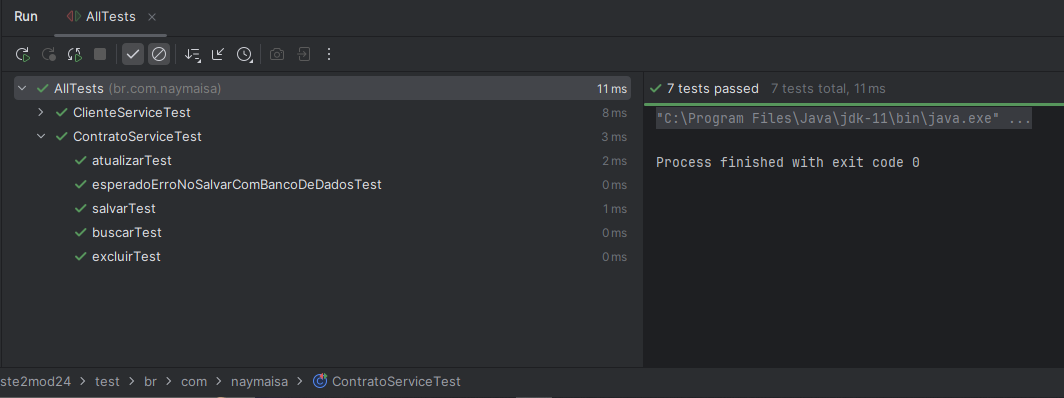 Run AllTests
AllTests (br.com.naymaisa) 11 ms
ClienteServiceTest 8 ms
ContratoServiceTest 3 ms
atualizarTest 2 ms
esperadoErroNoSalvarComBancoDeDadosTest 0 ms
salvarTest 1 ms
buscarTest 0 ms
excluirTest 0 ms
7 tests passed 7 tests total, 11 ms
"C:\Program Files\Java\jdk-11\bin\java.exe" ...
Process finished with exit code 0
ste2mod24 > test > br > com > naymaisa > ContratoServiceTest